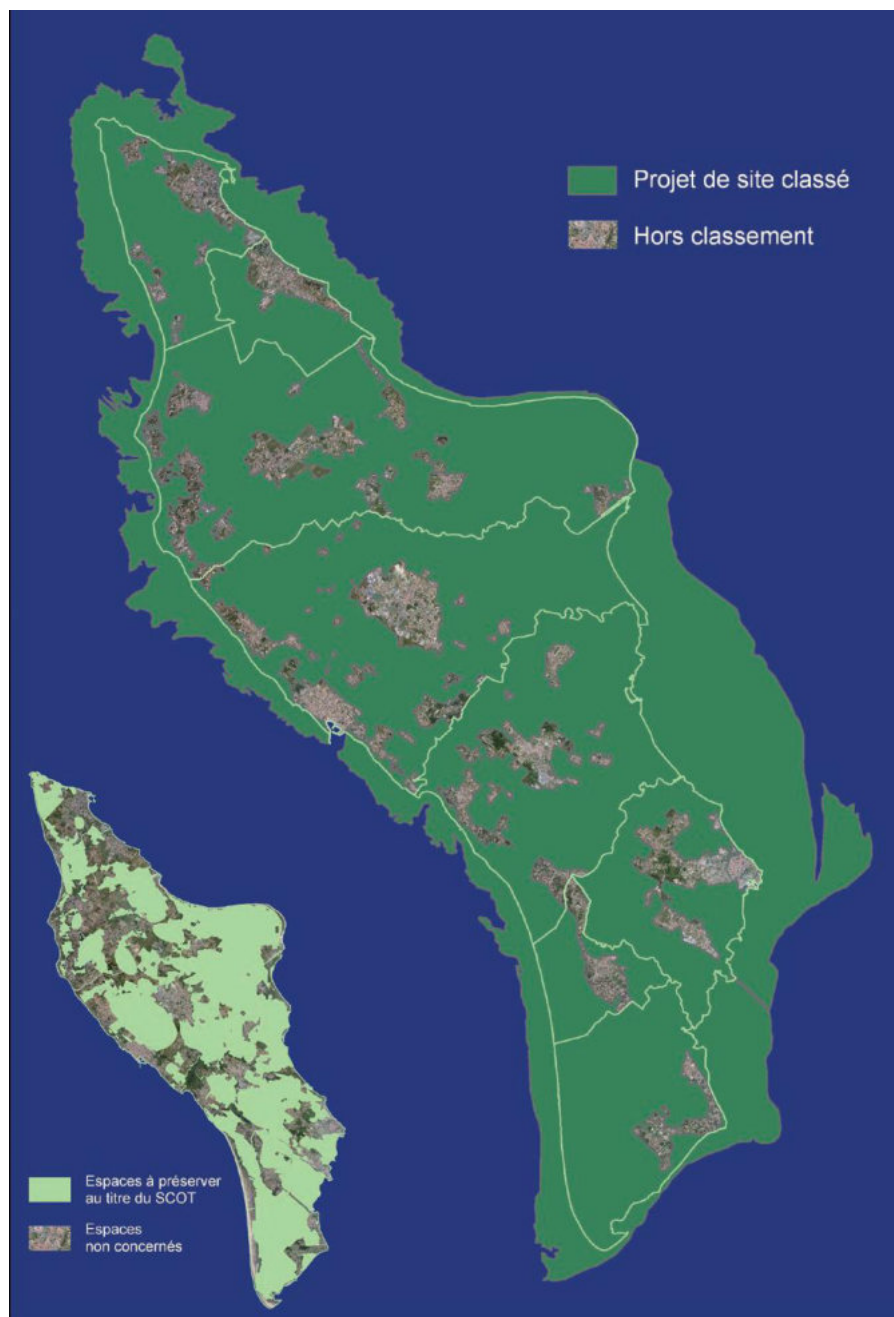 Projet de site classé
Hors classement
Espaces à préserver
au titre du SCOT
Espaces
non concernés